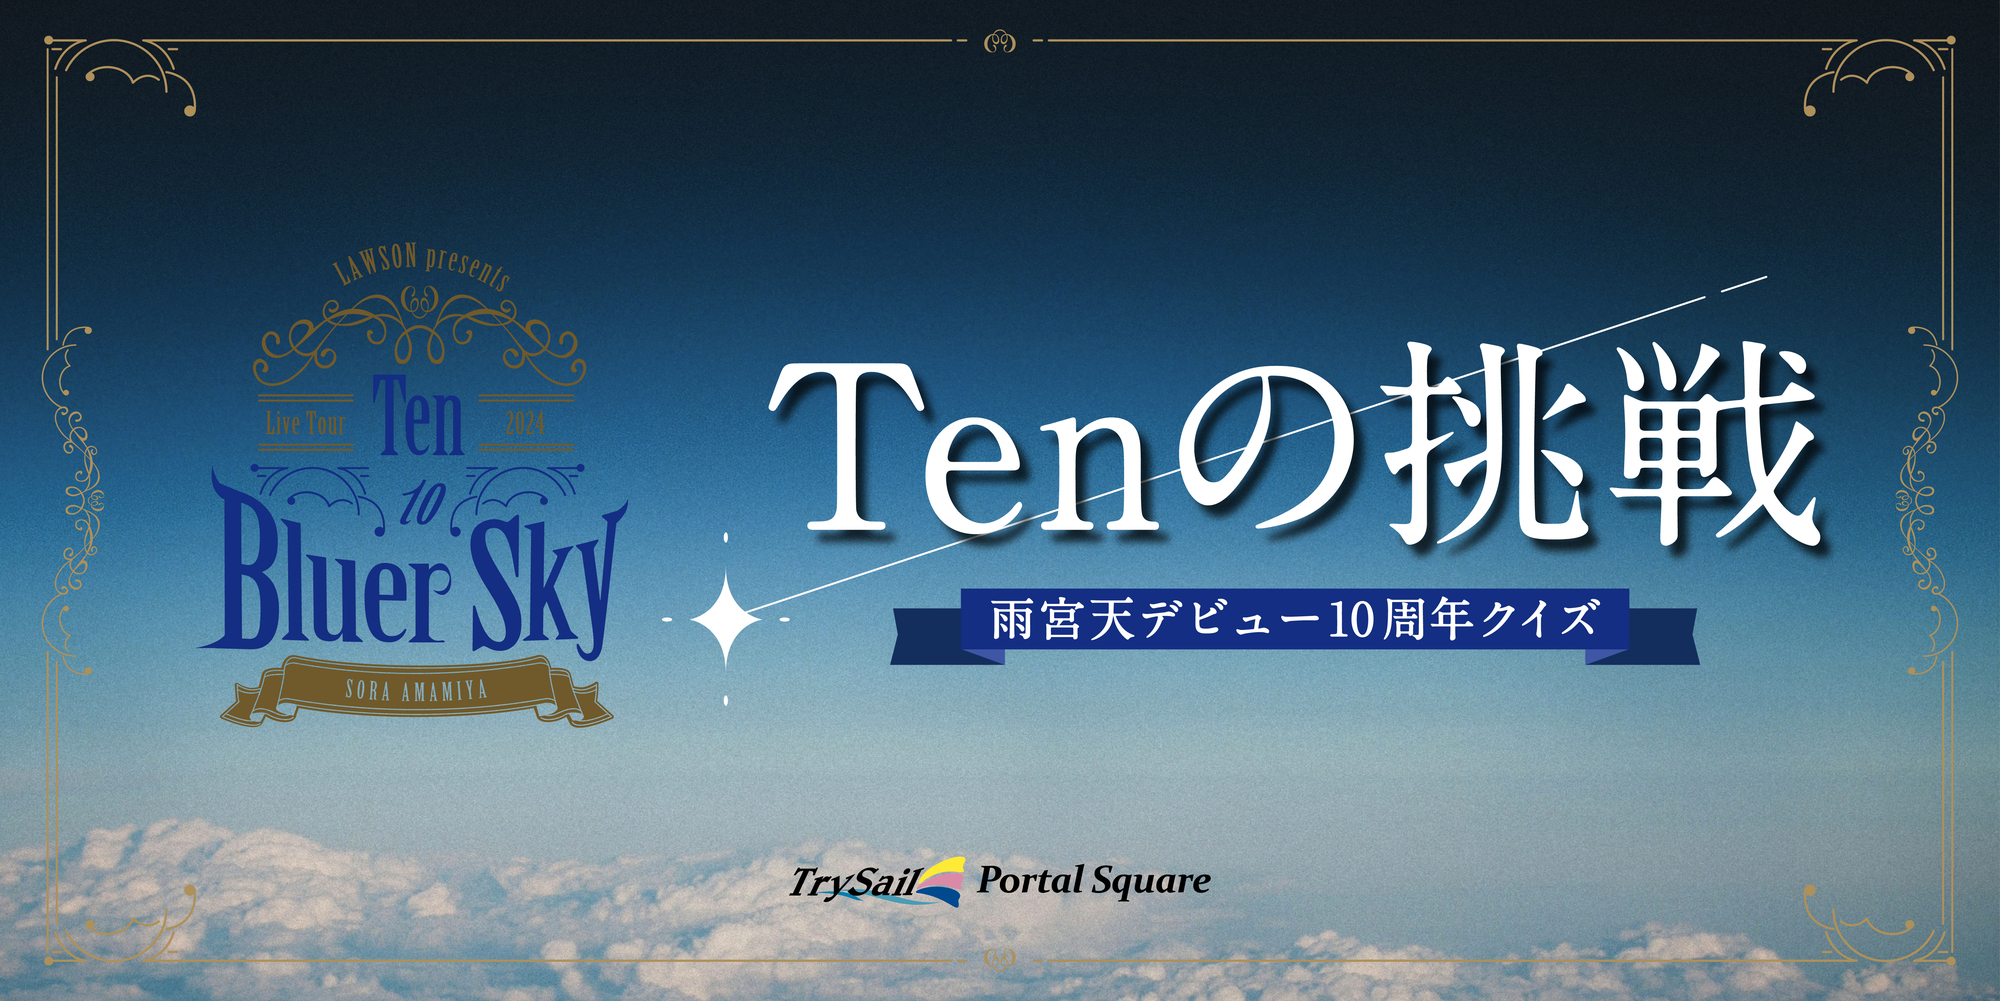 LAWSON presents
Live Tour
Ten
2024
10
Bluer Sky
SORA AMAMIYA
Tenの挑戦
雨宮天デビュー10周年クイズ
TrySail Portal Square